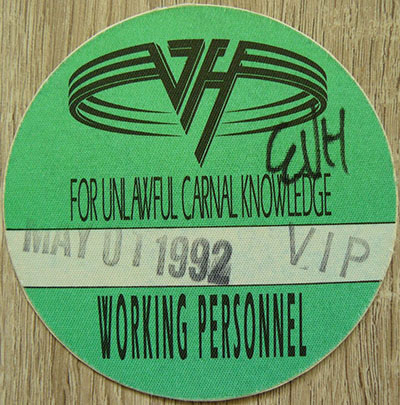 VH
EVH
FOR UNLAWFUL CARNAL KNOWLEDGE
MAY 01 1992 VIP
WORKING PERSONNEL